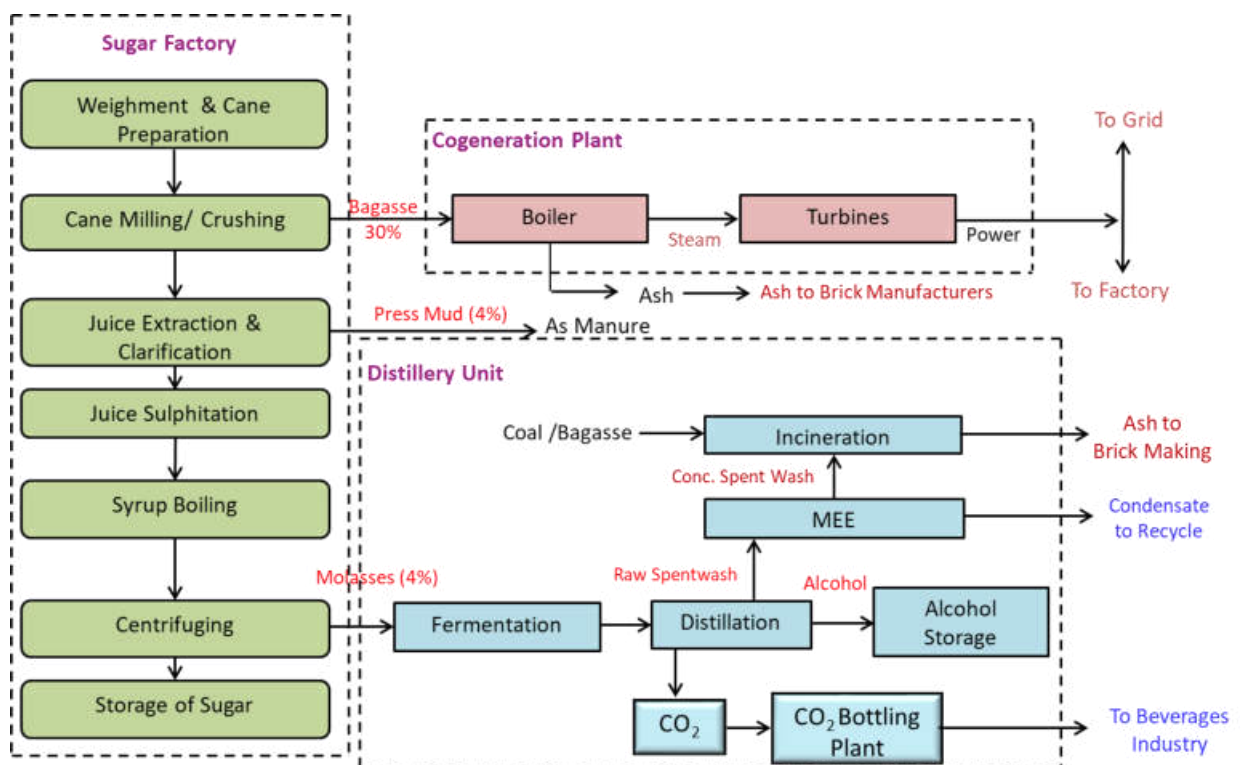 Sugar Factory
Weighment & Cane
Preparation
Cane Milling/ Crushing
Juice Extraction &
Clarification
Juice Sulphitation
Syrup Boiling
Centrifuging
Storage of Sugar
Bagasse
30%
Cogeneration Plant
Boiler
Steam
Turbines
Power
To Grid
To Factory
Ash
Ash to Brick Manufacturers
Press Mud (4%)
As Manure
Distillery Unit
Coal /Bagasse
Incineration
Ash to
Brick Making
Conc. Spent Wash
MEE
Condensate
to Recycle
Molasses (4%)
Raw Spentwash
Alcohol
Fermentation
Distillation
Alcohol
Storage
CO2
CO2 Bottling
Plant
To Beverages
Industry